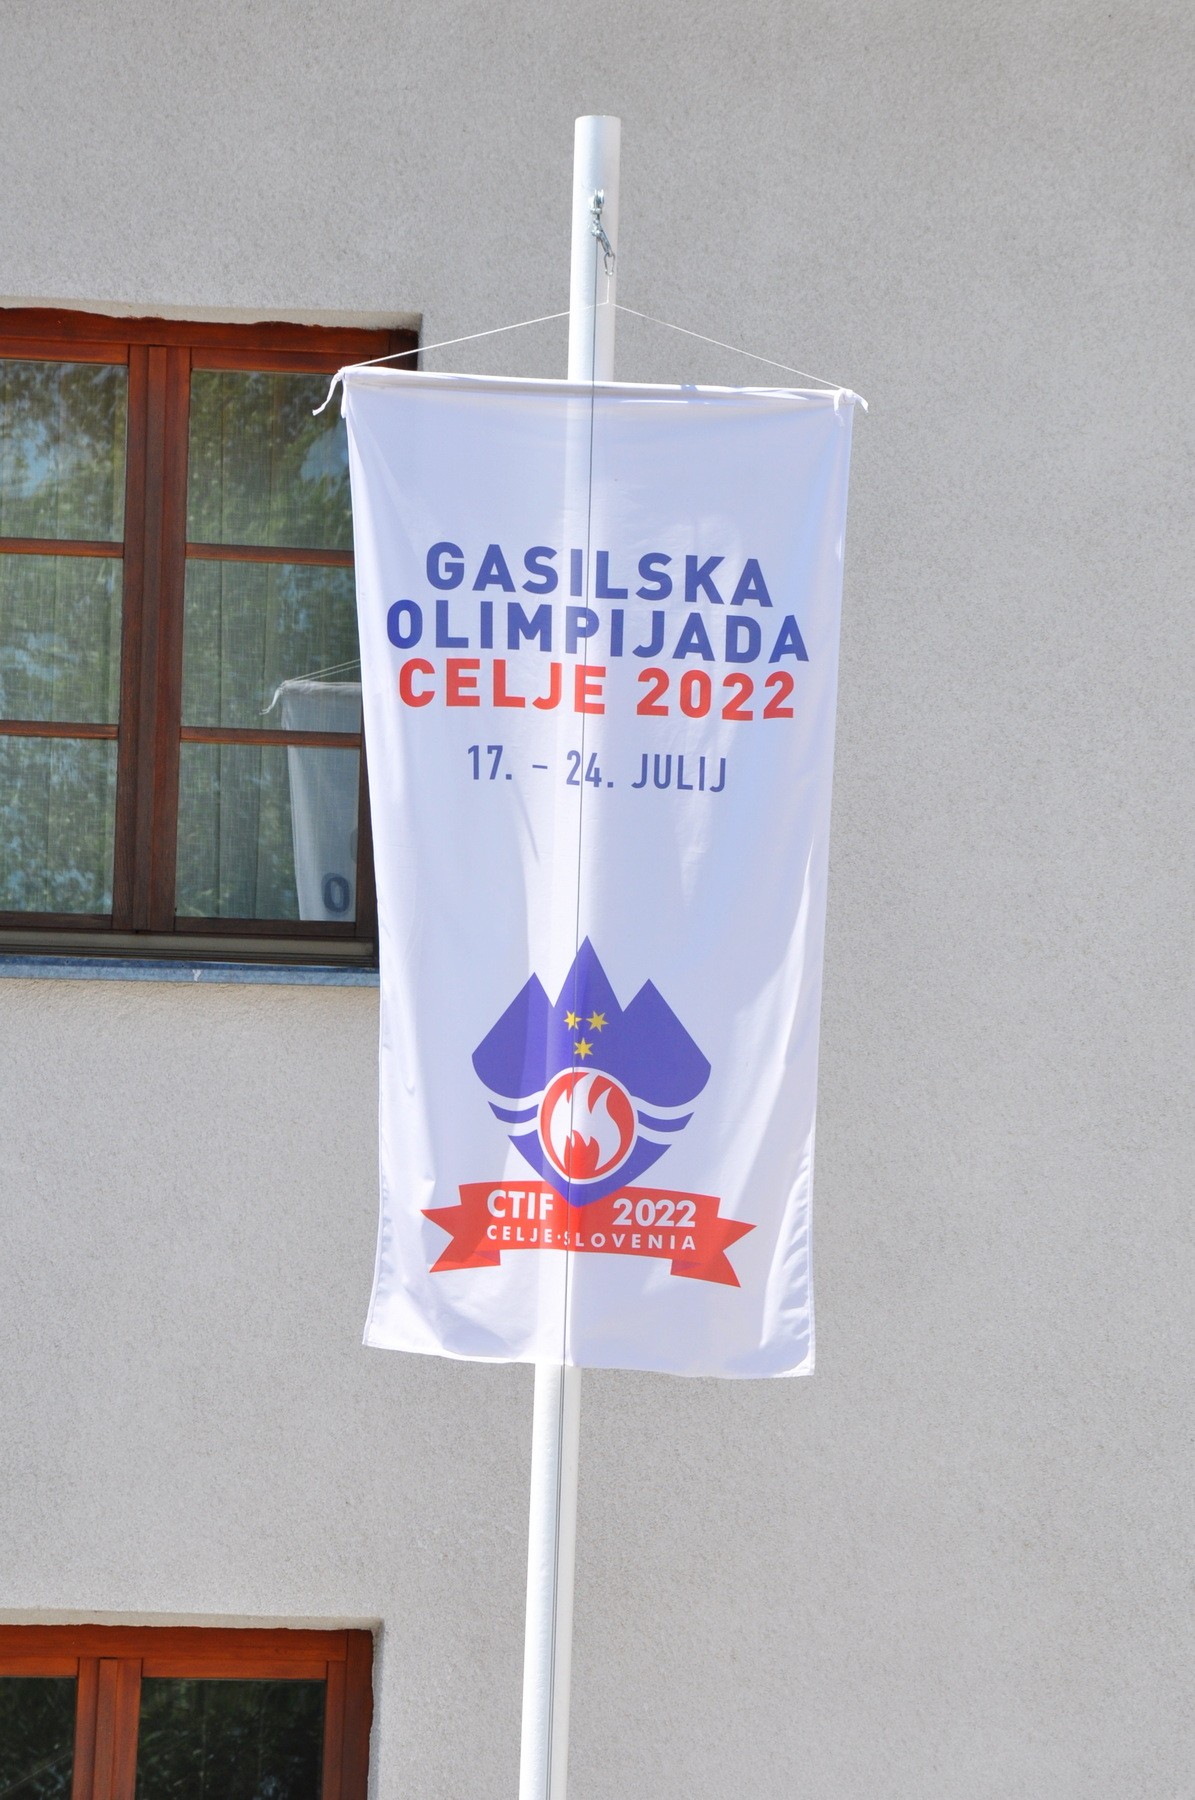 GASILSKA
OLIMPIJADA
CELJE 2022
17. - 24. JULIJ
CTIF 2022
CELJE·SLOVENIA
O